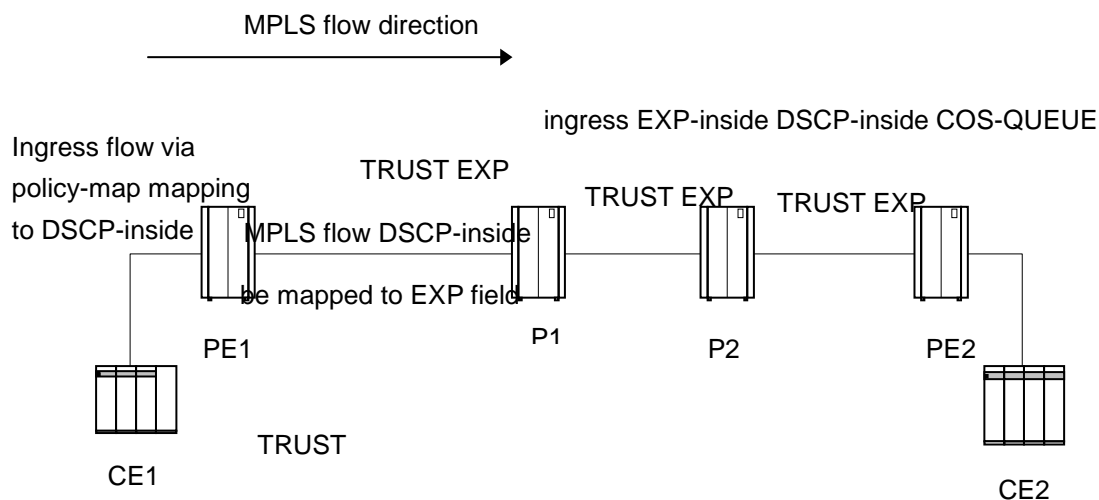 MPLS flow direction
ingress EXP-inside DSCP-inside COS-QUEUE
Ingress flow via
policy-map mapping
to DSCP-inside
TRUST EXP
TRUST EXP
TRUST EXP
MPLS flow DSCP-inside
be mapped to EXP field
PE1
P1
P2
PE2
TRUST
CE1
CE2